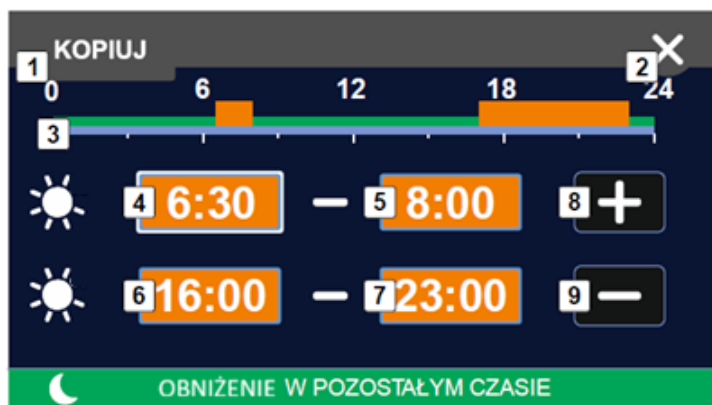 KOPIUJ
1 2
0 6 12 18 24
3
4 6:30 5 8:00 8
6 16:00 7 23:00 9
OBNIŻENIE W POZOSTAŁYM CZASIE